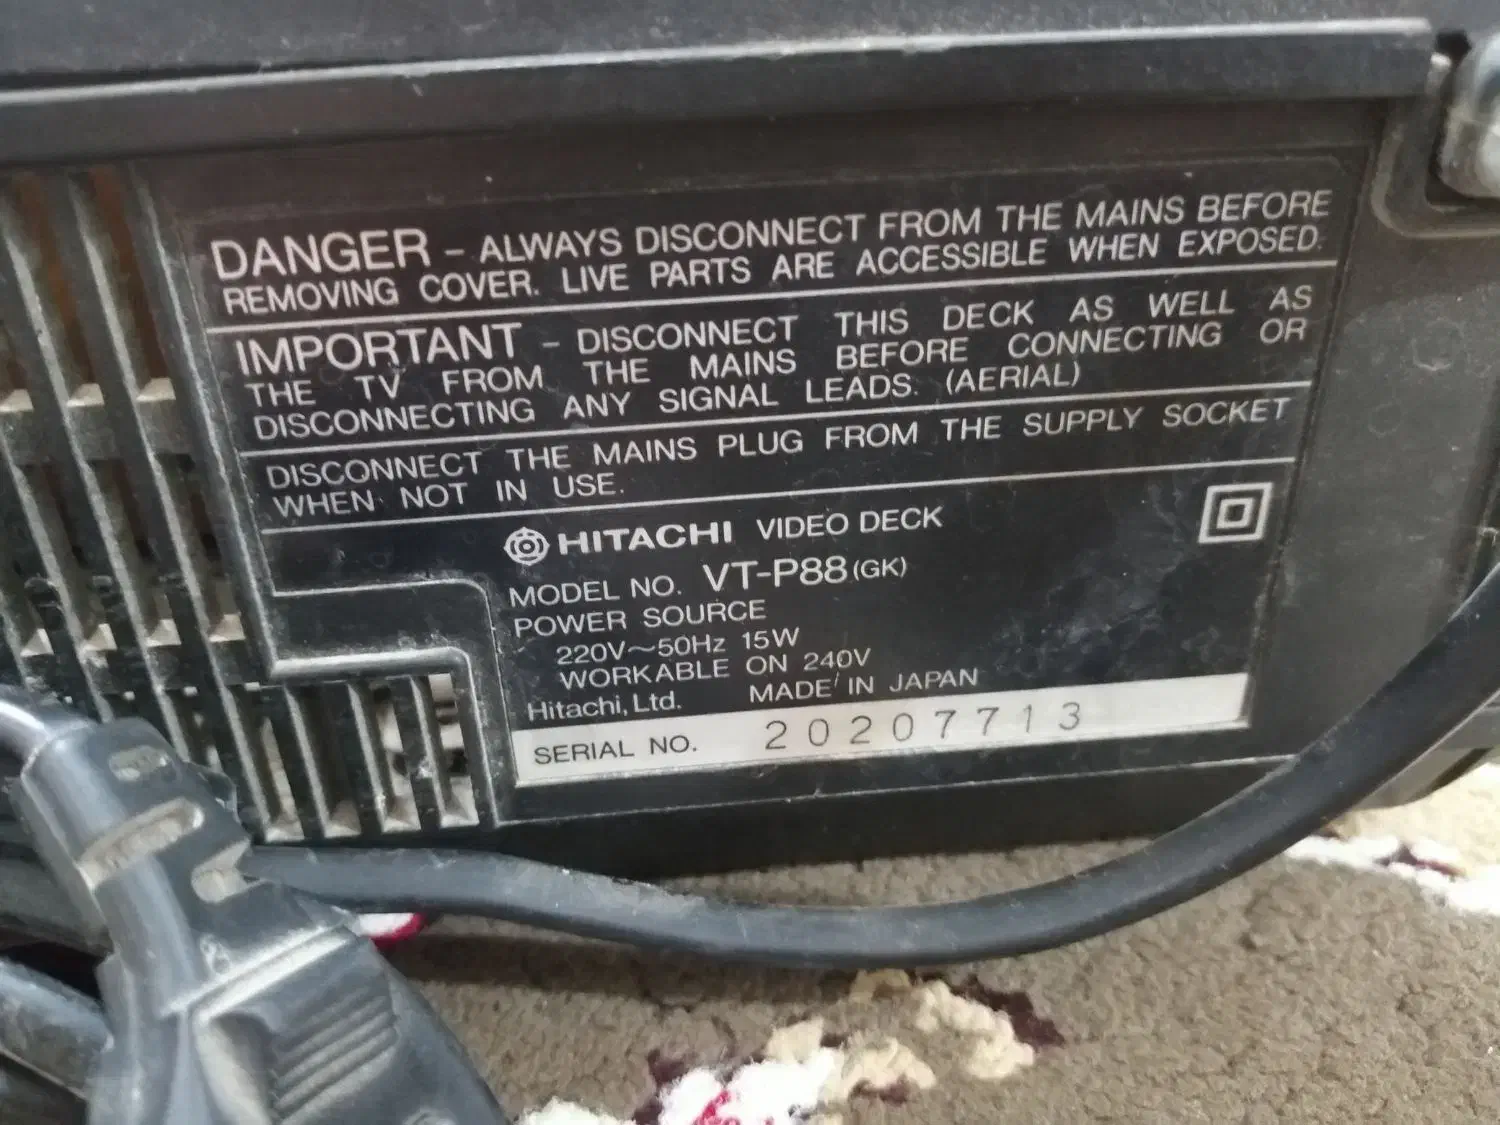 DANGER – ALWAYS DISCONNECT FROM THE MAINS BEFORE
REMOVING COVER. LIVE PARTS ARE ACCESSIBLE WHEN EXPOSED.
IMPORTANT – DISCONNECT THIS DECK AS WELL AS
THE TV FROM THE MAINS BEFORE CONNECTING OR
DISCONNECTING ANY SIGNAL LEADS. (AERIAL)
DISCONNECT THE MAINS PLUG FROM THE SUPPLY SOCKET
WHEN NOT IN USE.
HITACHI VIDEO DECK
MODEL NO. VT-P88(GK)
POWER SOURCE
220V~50Hz 15W
WORKABLE ON 240V
Hitachi, Ltd. MADE IN JAPAN
SERIAL NO. 20207713